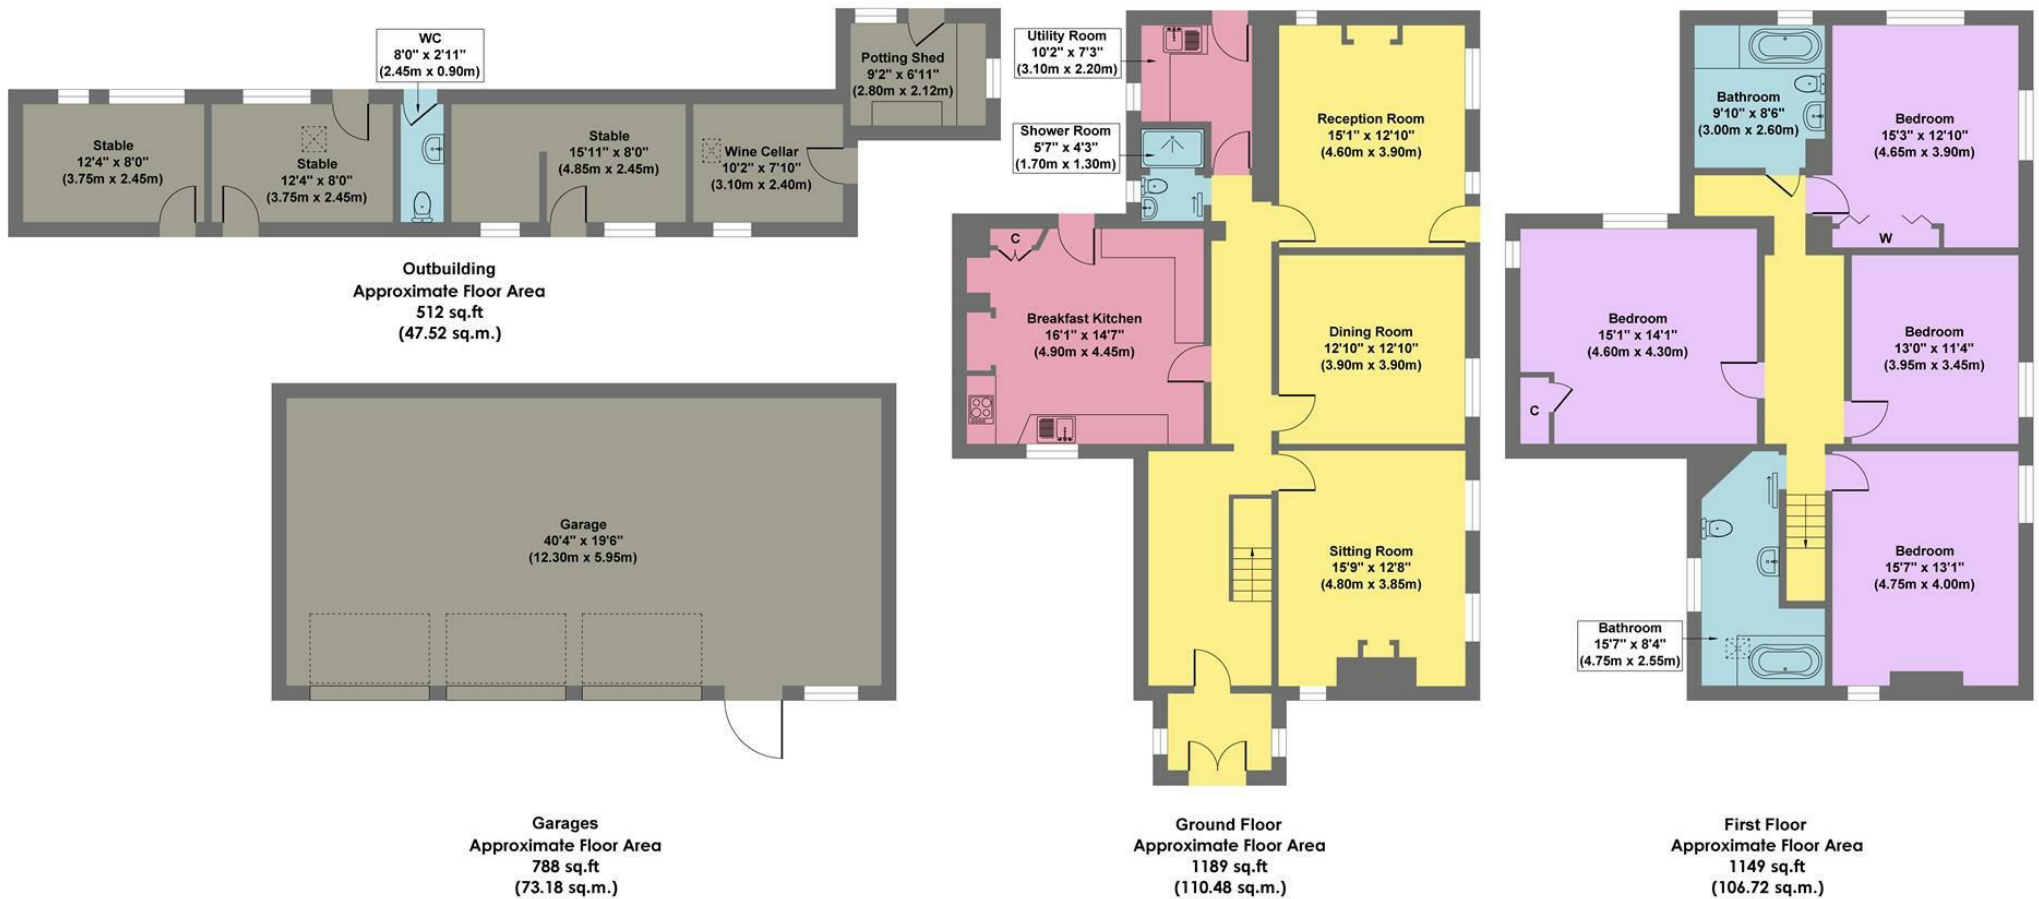 WC
8'0" x 2'11"
(2.45m x 0.90m)
Potting Shed
9'2" x 6'11"
(2.80m x 2.12m)
Stable
12'4" x 8'0"
(3.75m x 2.45m)
Stable
12'4" x 8'0"
(3.75m x 2.45m)
Stable
15'11" x 8'0"
(4.85m x 2.45m)
Wine Cellar
10'2" x 7'10"
(3.10m x 2.40m)
Outbuilding
Approximate Floor Area
512 sq.ft
(47.52 sq.m.)
Garage
40'4" x 19'6"
(12.30m x 5.95m)
Garages
Approximate Floor Area
788 sq.ft
(73.18 sq.m.)
Utility Room
10'2" x 7'3"
(3.10m x 2.20m)
Shower Room
5'7" x 4'3"
(1.70m x 1.30m)
Reception Room
15'1" x 12'10"
(4.60m x 3.90m)
C
Breakfast Kitchen
16'1" x 14'7"
(4.90m x 4.45m)
Dining Room
12'10" x 12'10"
(3.90m x 3.90m)
Sitting Room
15'9" x 12'8"
(4.80m x 3.85m)
Ground Floor
Approximate Floor Area
1189 sq.ft
(110.48 sq.m.)
Bathroom
9'10" x 8'6"
(3.00m x 2.60m)
Bedroom
15'3" x 12'10"
(4.65m x 3.90m)
W
Bedroom
15'1" x 14'1"
(4.60m x 4.30m)
C
Bedroom
13'0" x 11'4"
(3.95m x 3.45m)
Bedroom
15'7" x 13'1"
(4.75m x 4.00m)
Bathroom
15'7" x 8'4"
(4.75m x 2.55m)
First Floor
Approximate Floor Area
1149 sq.ft
(106.72 sq.m.)